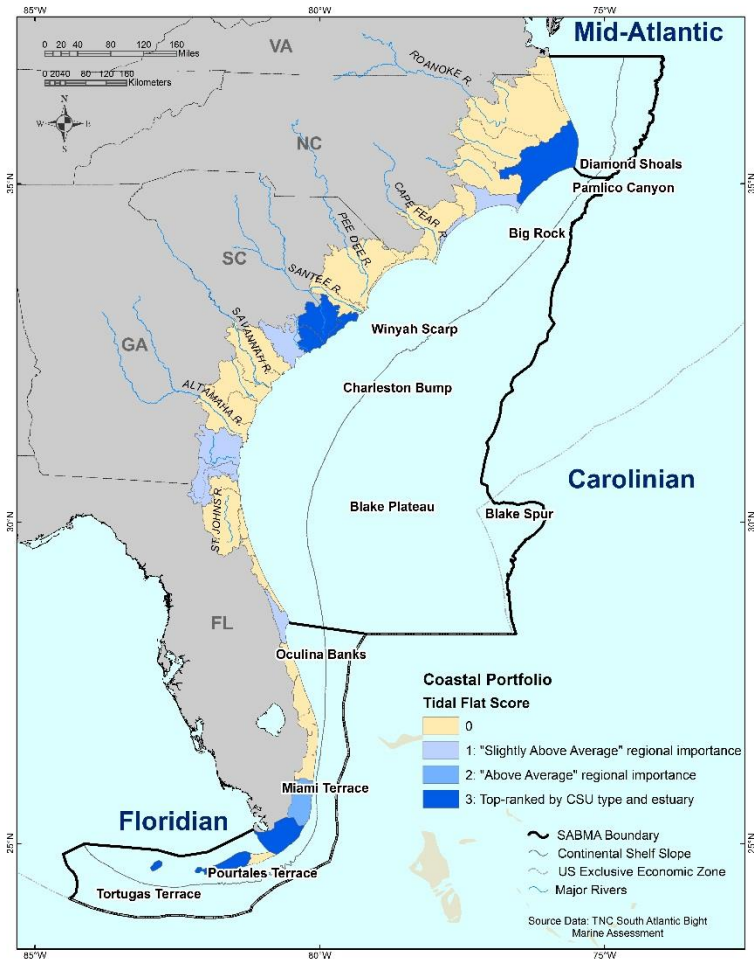 85°W
80°W
75°W
Mid-Atlantic
0 20 40 80 120 160
Miles
0 20 40 80 120 160
Kilometers
N
W E
S
VA
ROANOKE R.
NC
Diamond Shoals
35°N
35°N
Pamlico Canyon
CAPE FEAR R.
PEE DEE R.
Big Rock
SC
SANTEE R.
Winyah Scarp
SAVANNAH R.
GA
Charleston Bump
ALTAMAHA R.
Carolinian
ST. JOHNS R.
Blake Plateau
Blake Spur
30°N
30°N
FL
Oculina Banks
Coastal Portfolio
Tidal Flat Score
0
1: "Slightly Above Average" regional importance
2: "Above Average" regional importance
3: Top-ranked by CSU type and estuary
Miami Terrace
Floridian
25°N
25°N
Pourtales Terrace
Tortugas Terrace
SABMA Boundary
Continental Shelf Slope
US Exclusive Economic Zone
Major Rivers
Source Data: TNC South Atlantic Bight
Marine Assessment
85°W
80°W
75°W